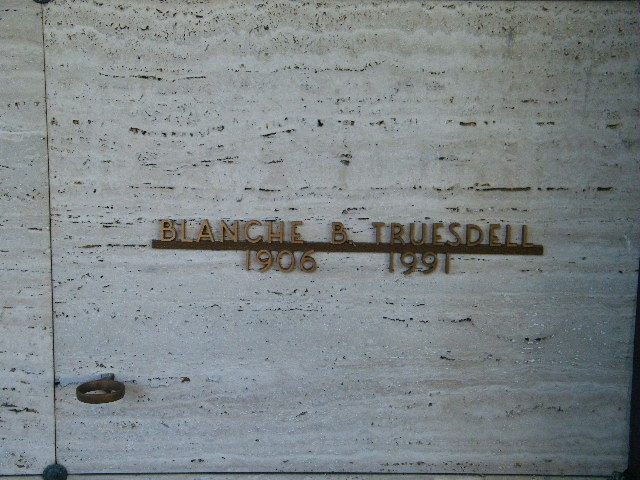 BLANCHE B. TRUESDELL
1906 1991